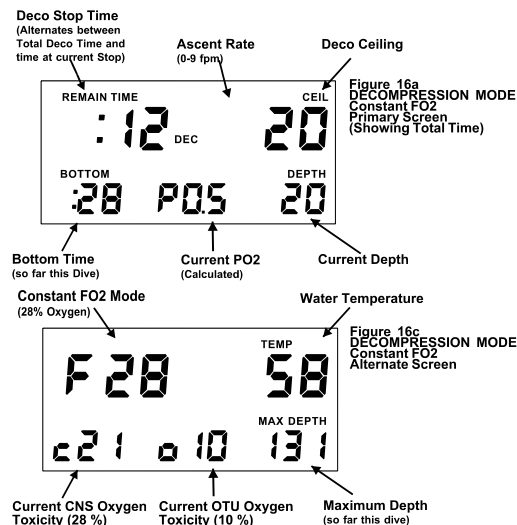 Deco Stop Time
(Alternates between
Total Deco Time and
time at current Stop)
Ascent Rate
(0-9 fpm)
Deco Ceiling
REMAIN TIME
CEIL
:12
DEC
20
BOTTOM
DEPTH
:28
P0.5
20
Figure 16a
DECOMPRESSION MODE
Constant FO2
Primary Screen
(Showing Total Time)
Bottom Time
(so far this Dive)
Current PO2
(Calculated)
Current Depth
Constant FO2 Mode
(28% Oxygen)
Water Temperature
TEMP
F 28
58
MAX DEPTH
c21
o10
131
Figure 16c
DECOMPRESSION MODE
Constant FO2
Alternate Screen
Current CNS Oxygen
Toxicity (28 %)
Current OTU Oxygen
Toxicity (10 %)
Maximum Depth
(so far this dive)